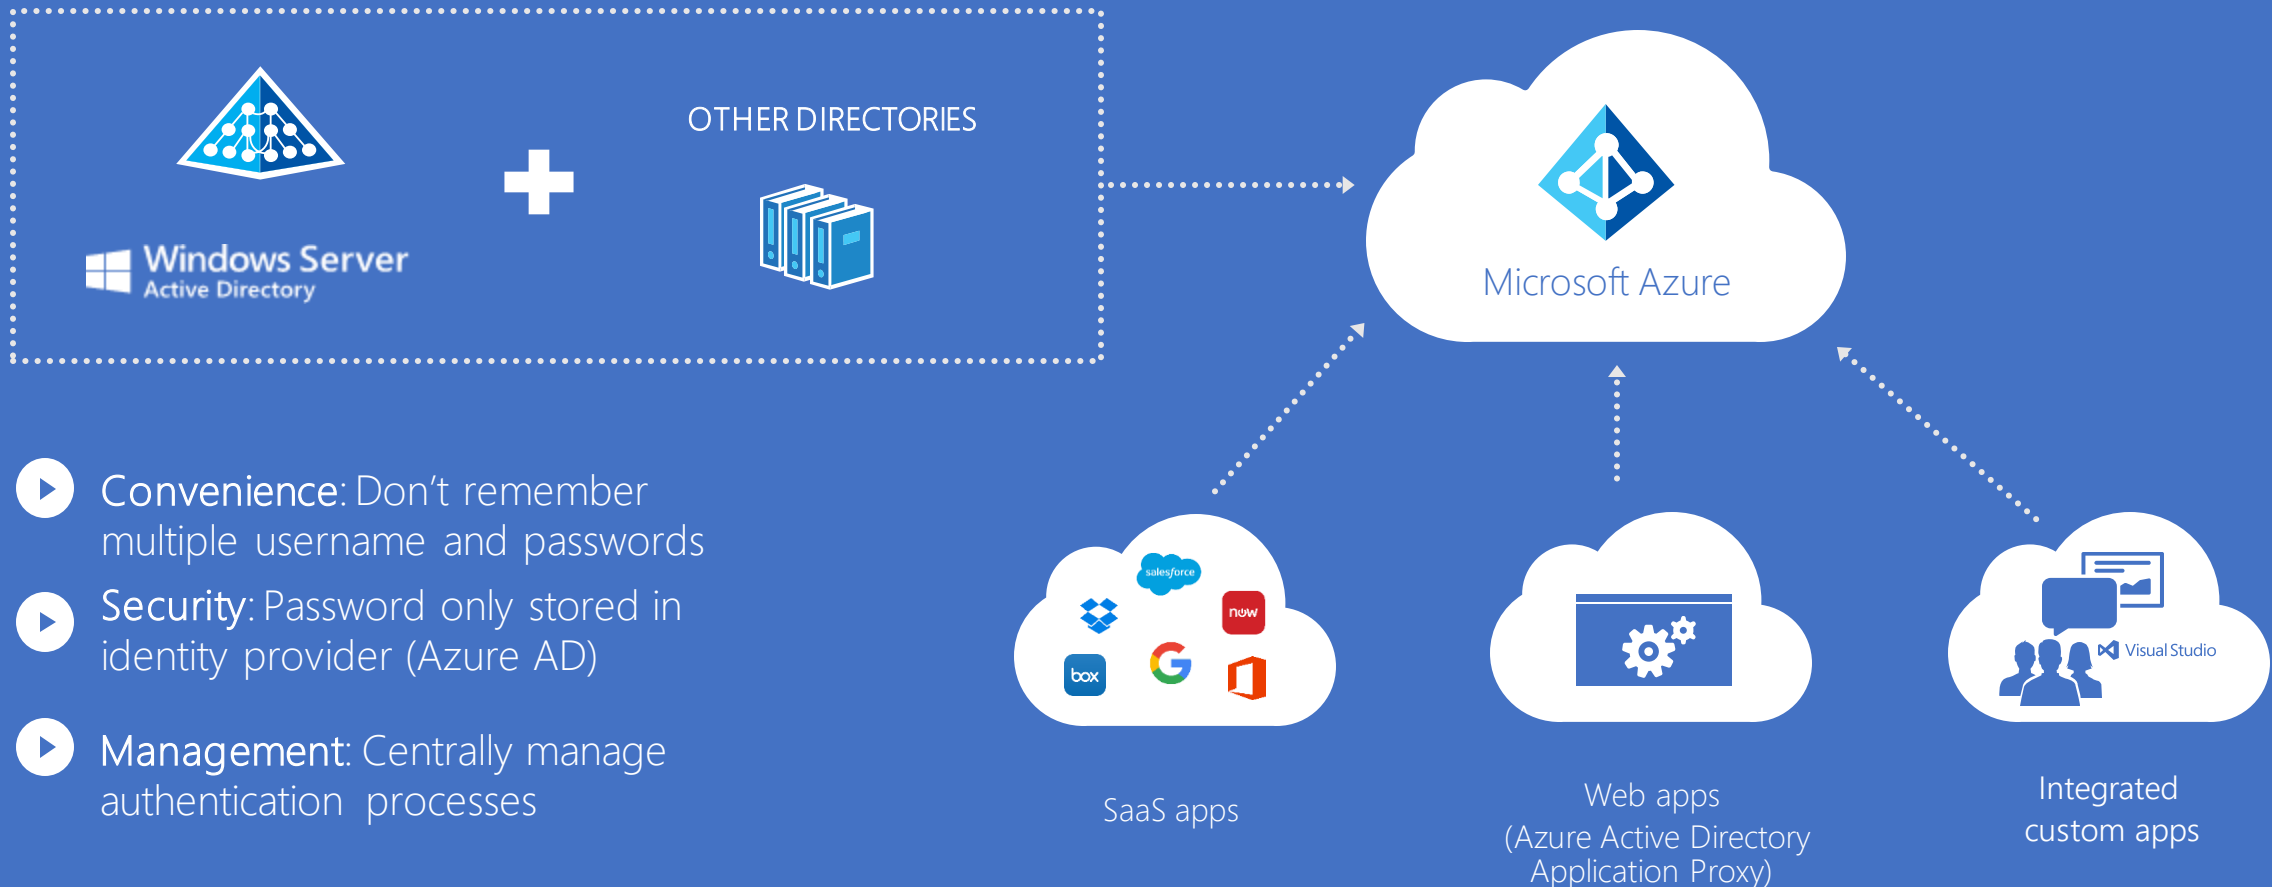 OTHER DIRECTORIES
Windows Server
Active Directory
Microsoft Azure
Convenience: Don’t remember
multiple username and passwords
Security: Password only stored in
identity provider (Azure AD)
Management: Centrally manage
authentication processes
salesforce
now
box
SaaS apps
Web apps
(Azure Active Directory
Application Proxy)
Visual Studio
Integrated
custom apps